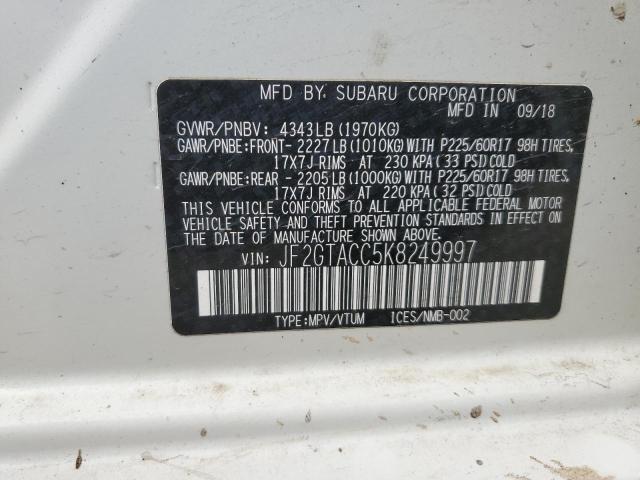 MFD BY SUBARU CORPORATION
MFD IN 09/18
GVWR/PNBV: 4343LB (1970KG)
GAWR/PNBE:FRONT- 2227LB (1010KG)WITH P225/60R17 98H TIRES,
17X7J RIMS AT 230 KPA (33 PSI)COLD
GAWR/PNBE:REAR - 2205LB (1000KG)WITH P225/60R17 98H TIRES,
17X7J RIMS AT 220 KPA (32 PSI)COLD
THIS VEHICLE CONFORMS TO ALL APPLICABLE FEDERAL MOTOR
VEHICLE SAFETY AND THEFT PREVENTION STANDARDS IN EFFECT ON
THE DATE OF MANUFACTURE SHOWN ABOVE.
VIN: JF2GTACC5K8249997
TYPE:MPV/VTUM ICES/NMB-002